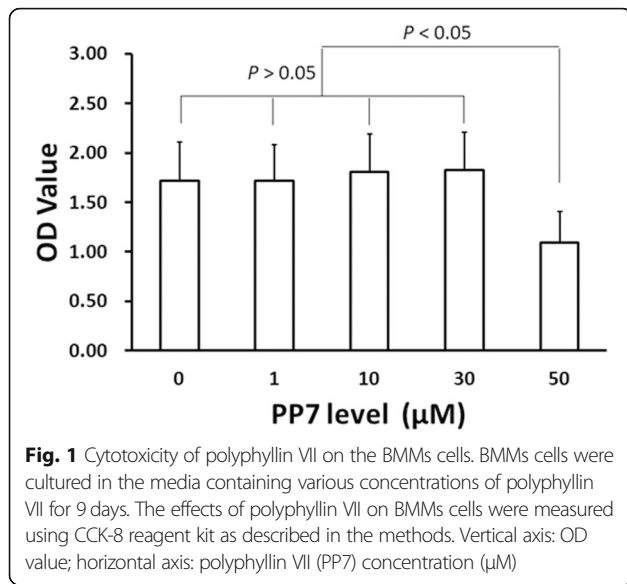 P < 0.05
3.00
P > 0.05
2.50
2.00
1.50
1.00
0.50
0.00
OD Value
0 1 10 30 50
PP7 level (μM)
Fig. 1 Cytotoxicity of polyphyllin VII on the BMMs cells. BMMs cells were
cultured in the media containing various concentrations of polyphyllin
VII for 9 days. The effects of polyphyllin VII on BMMs cells were measured
using CCK-8 reagent kit as described in the methods. Vertical axis: OD
value; horizontal axis: polyphyllin VII (PP7) concentration (μM)